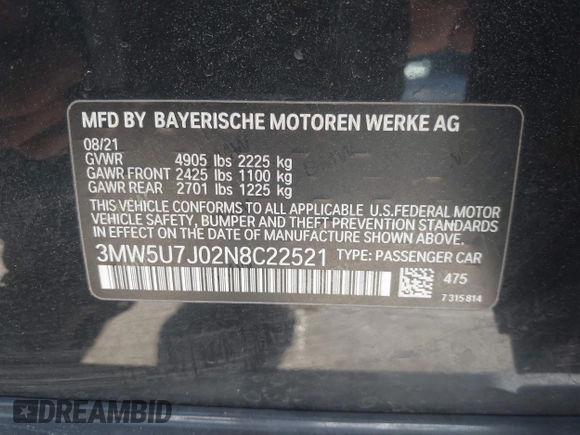 MFD BY BAYERISCHE MOTOREN WERKE AG
08/21
GVWR 4905 lbs 2225 kg
GAWR FRONT 2425 lbs 1100 kg
GAWR REAR 2701 lbs 1225 kg
THIS VEHICLE CONFORMS TO ALL APPLICABLE U.S.FEDERAL MOTOR
VEHICLE SAFETY, BUMPER AND THEFT PREVENTION STANDARDS
IN EFFECT ON THE DATE OF MANUFACTURE SHOWN ABOVE.
3MW5U7J02N8C22521 TYPE: PASSENGER CAR
475
7 315 814
DREAMBID